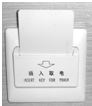 插入取电
INSERT KEY FOR POWER